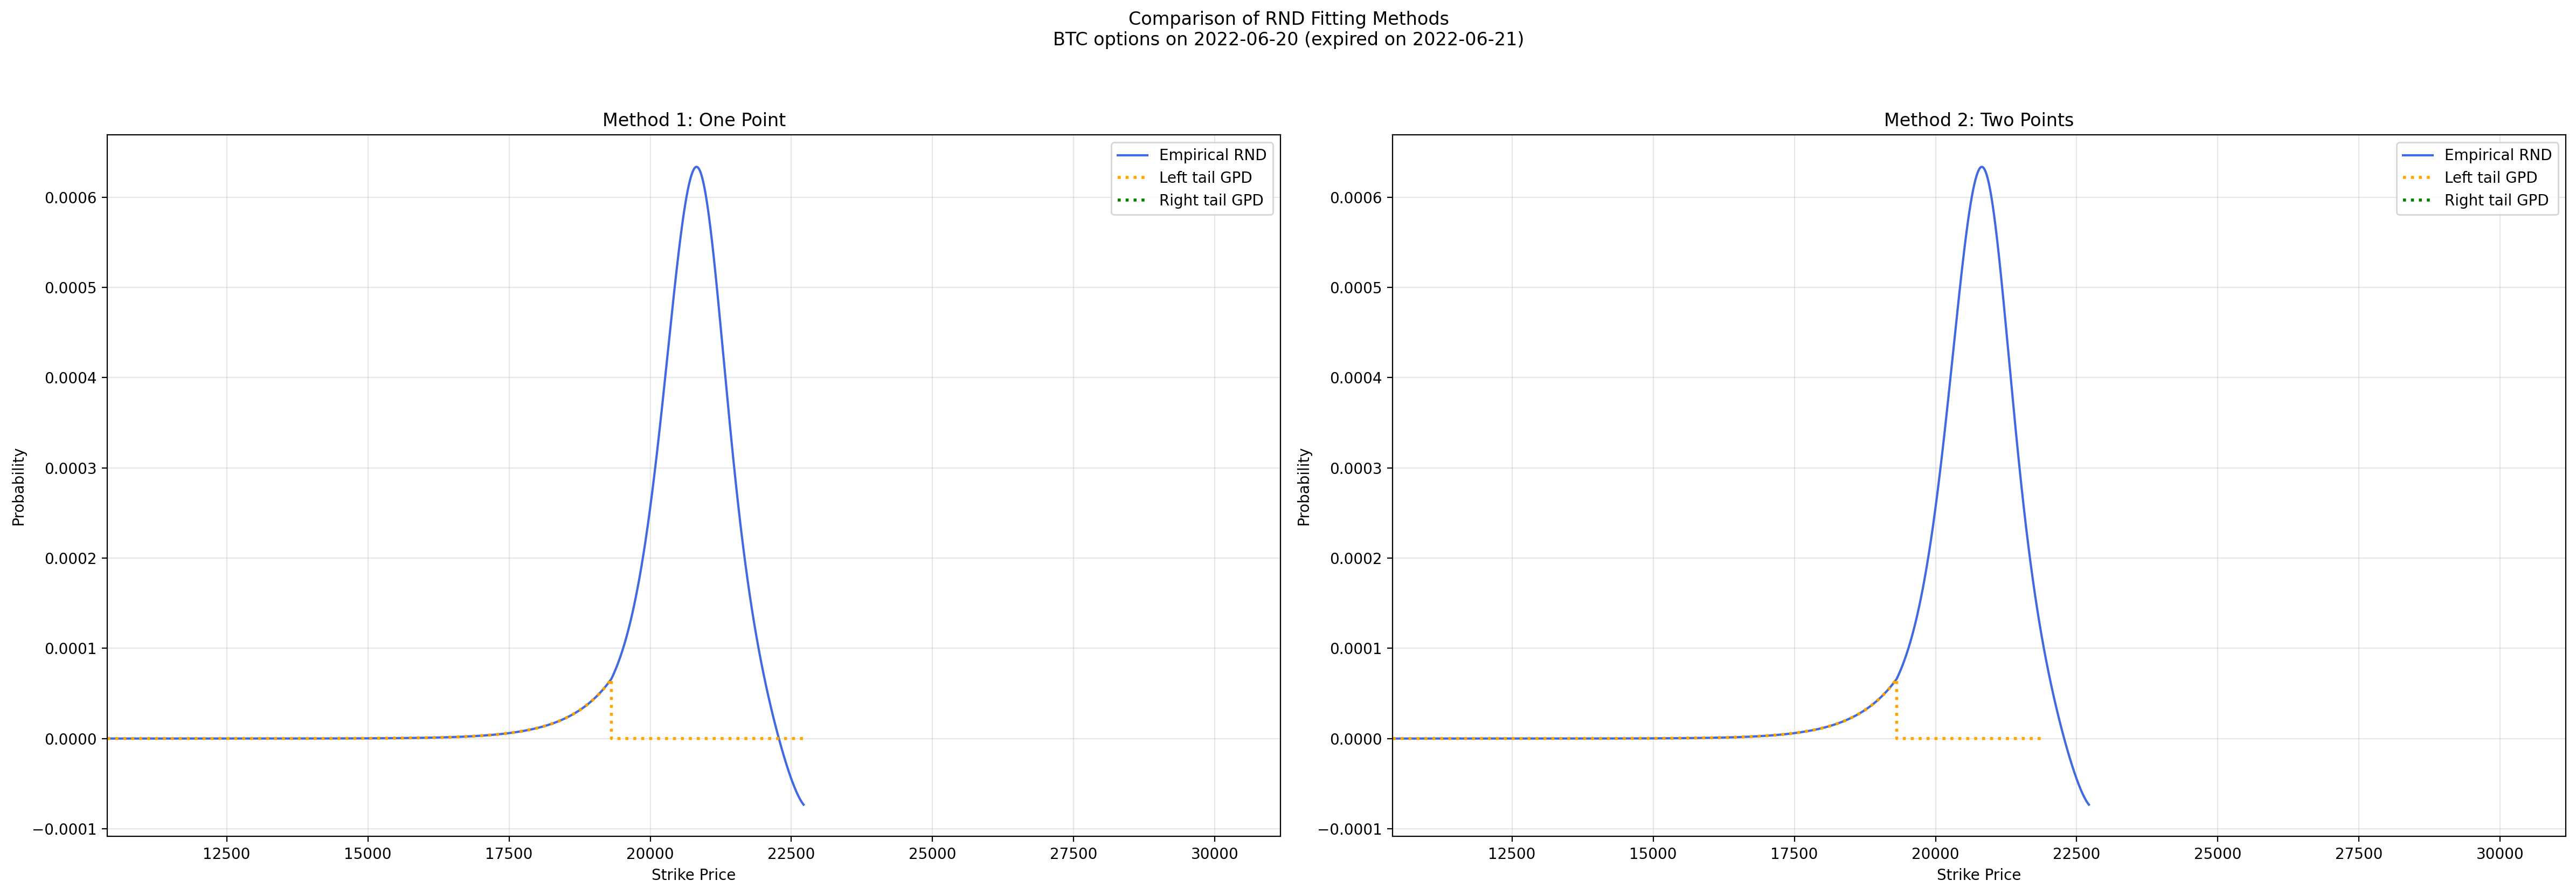 Comparison of RND Fitting Methods
BTC options on 2022-06-20 (expired on 2022-06-21)
Method 1: One Point
Probability
0.0006
0.0005
0.0004
0.0003
0.0002
0.0001
0.0000
−0.0001
Empirical RND
Left tail GPD
Right tail GPD
12500 15000 17500 20000 22500 25000 27500 30000
Strike Price
Method 2: Two Points
Probability
0.0006
0.0005
0.0004
0.0003
0.0002
0.0001
0.0000
−0.0001
Empirical RND
Left tail GPD
Right tail GPD
12500 15000 17500 20000 22500 25000 27500 30000
Strike Price